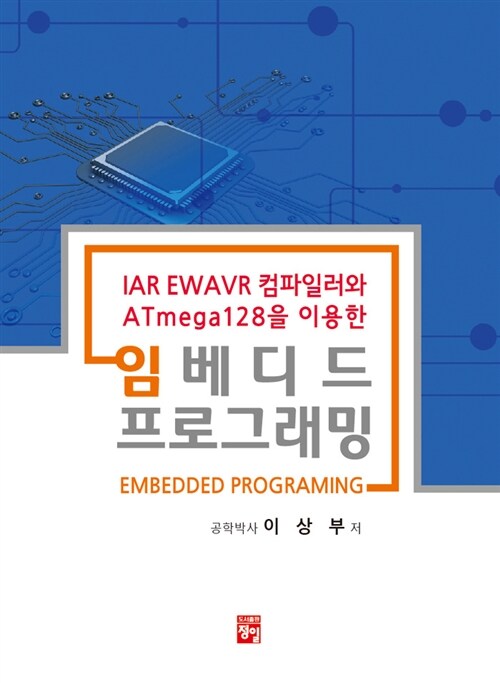 IAR EWAVR 컴파일러와
ATmega128을 이용한
임베디드
프로그래밍
EMBEDDED PROGRAMING
공학박사 이 상 부 저
도서출판
정일